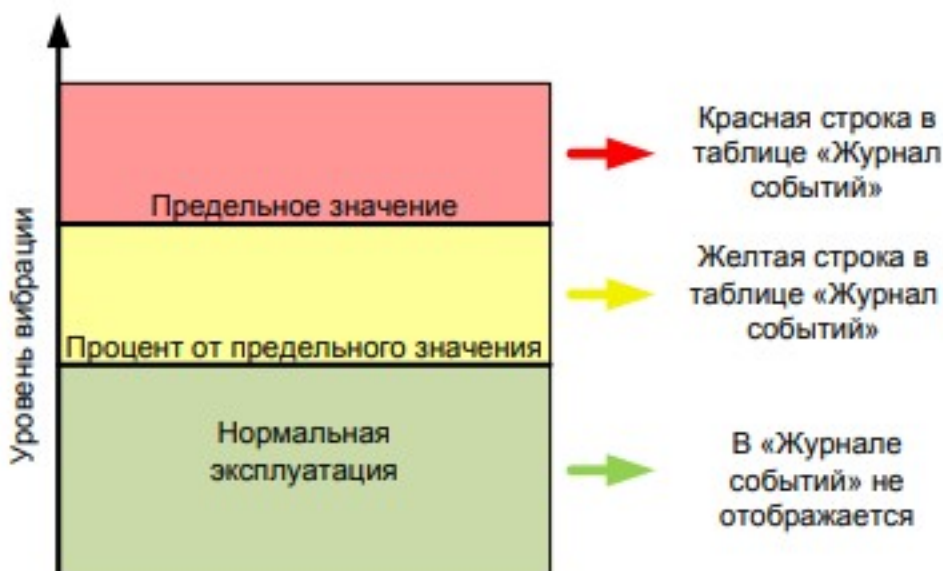 Уровень вибрации
Предельное значение
Процент от предельного значения
Нормальная
эксплуатация
Красная строка в
таблице «Журнал
событий»
Желтая строка в
таблице «Журнал
событий»
В «Журнале
событий» не
отображается